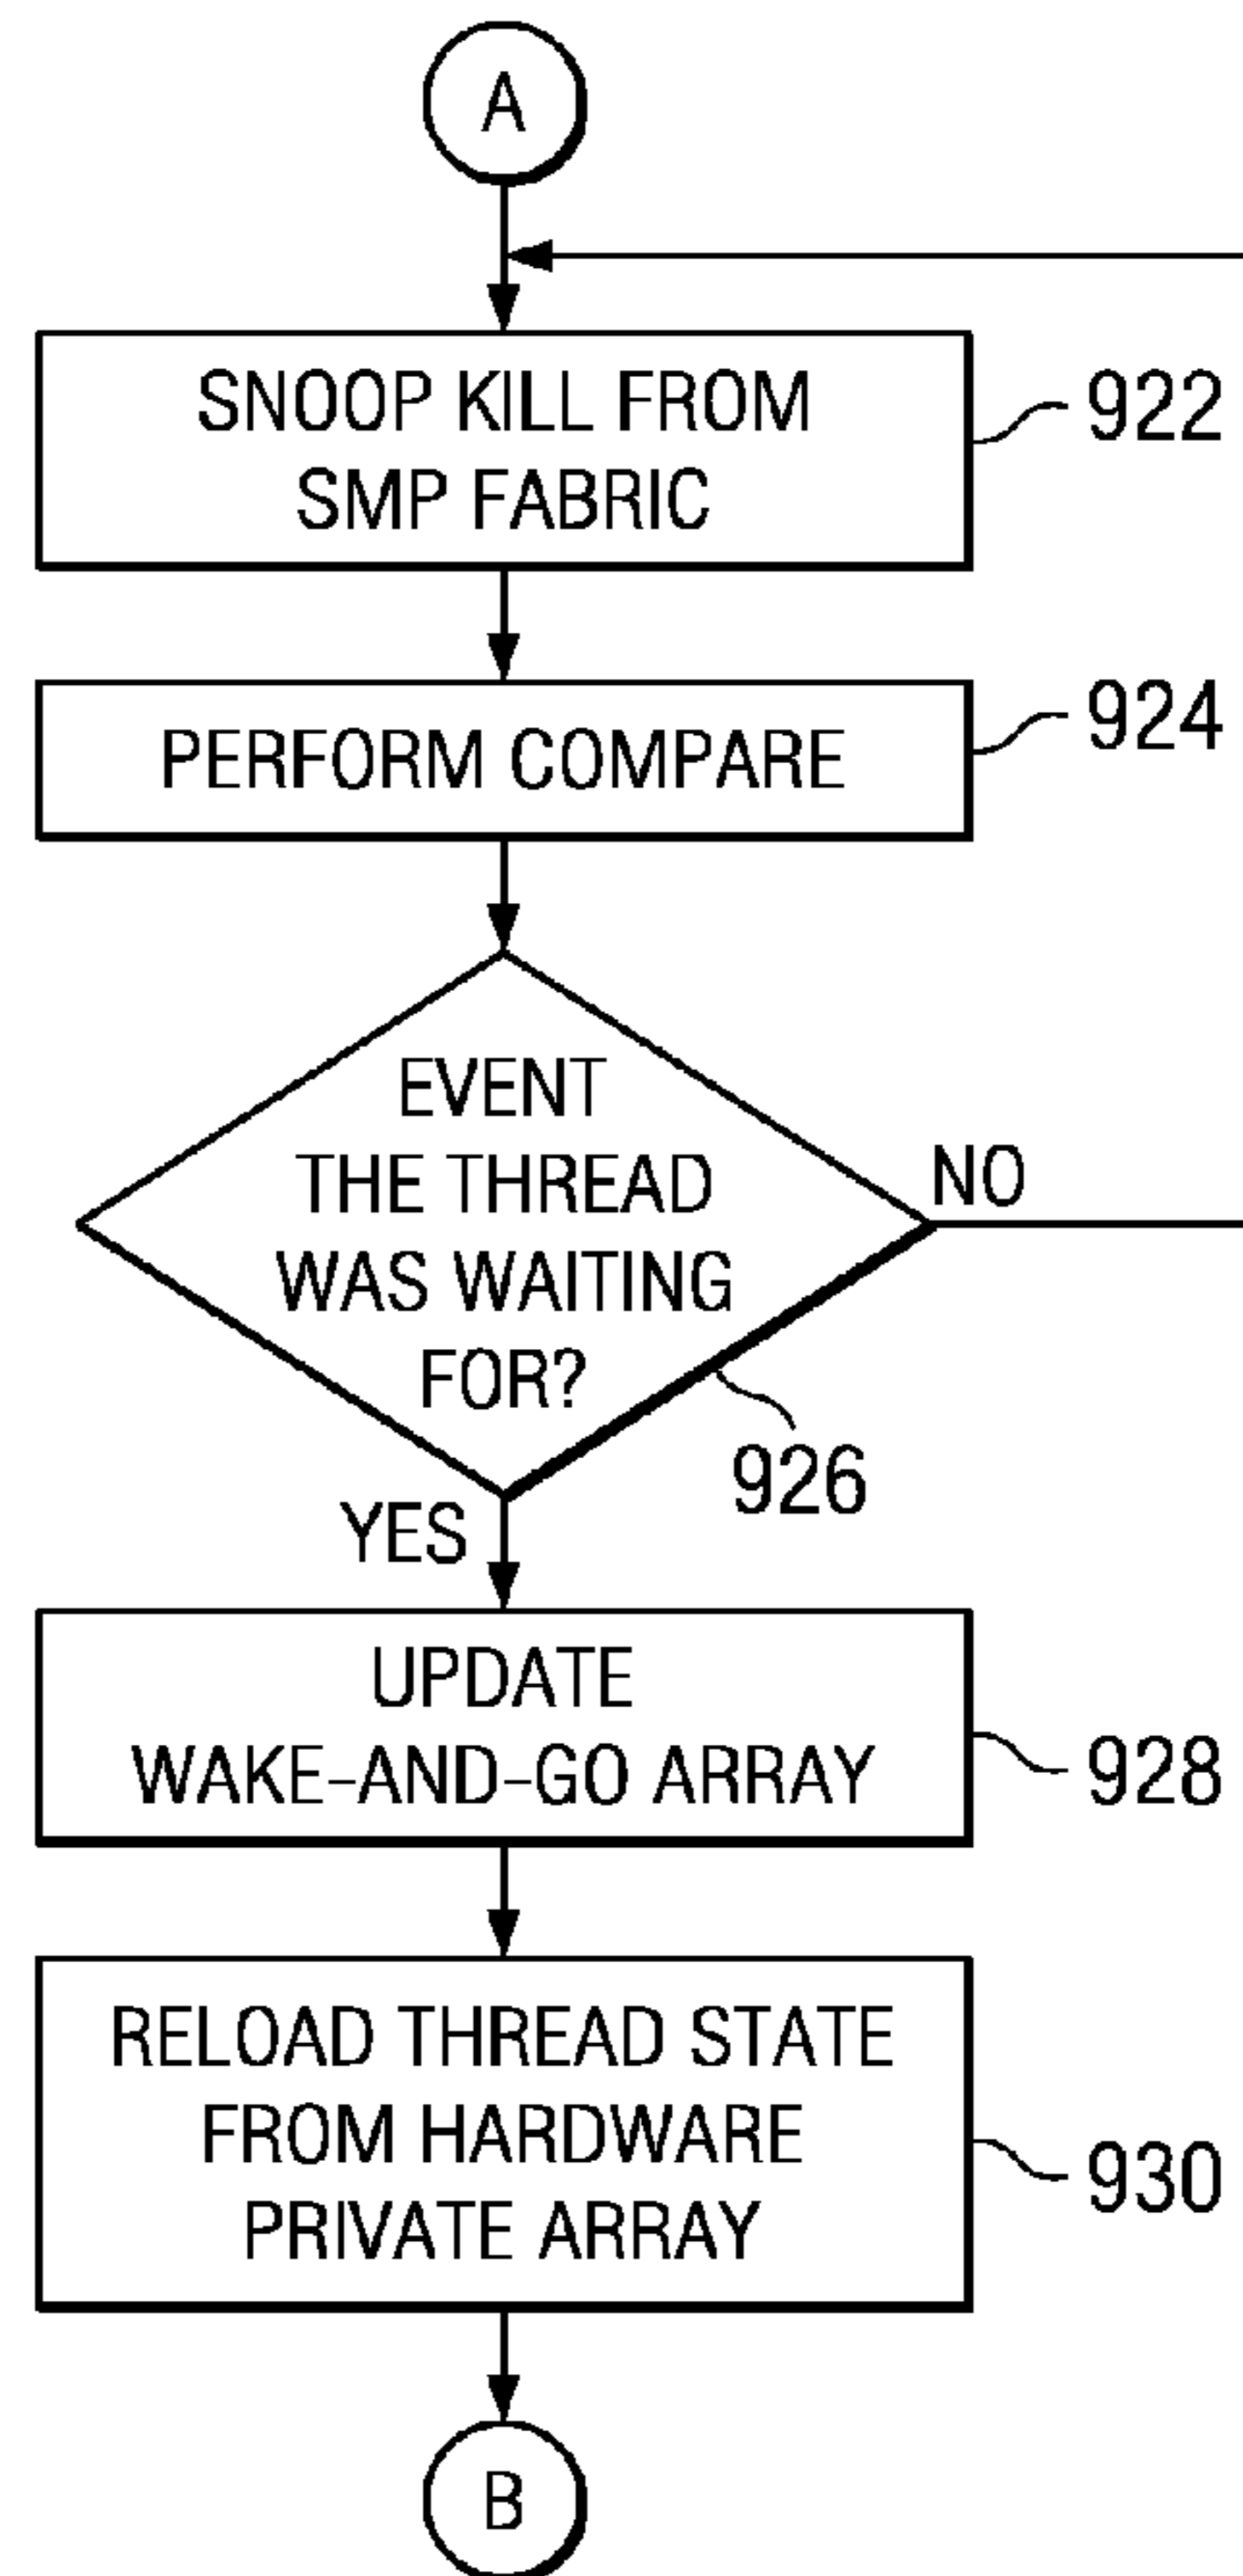 A
SNOOP KILL FROM
SMP FABRIC
922
PERFORM COMPARE
924
EVENT
THE THREAD
WAS WAITING
FOR?
NO
926
YES
UPDATE
WAKE-AND-GO ARRAY
928
RELOAD THREAD STATE
FROM HARDWARE
PRIVATE ARRAY
930
B